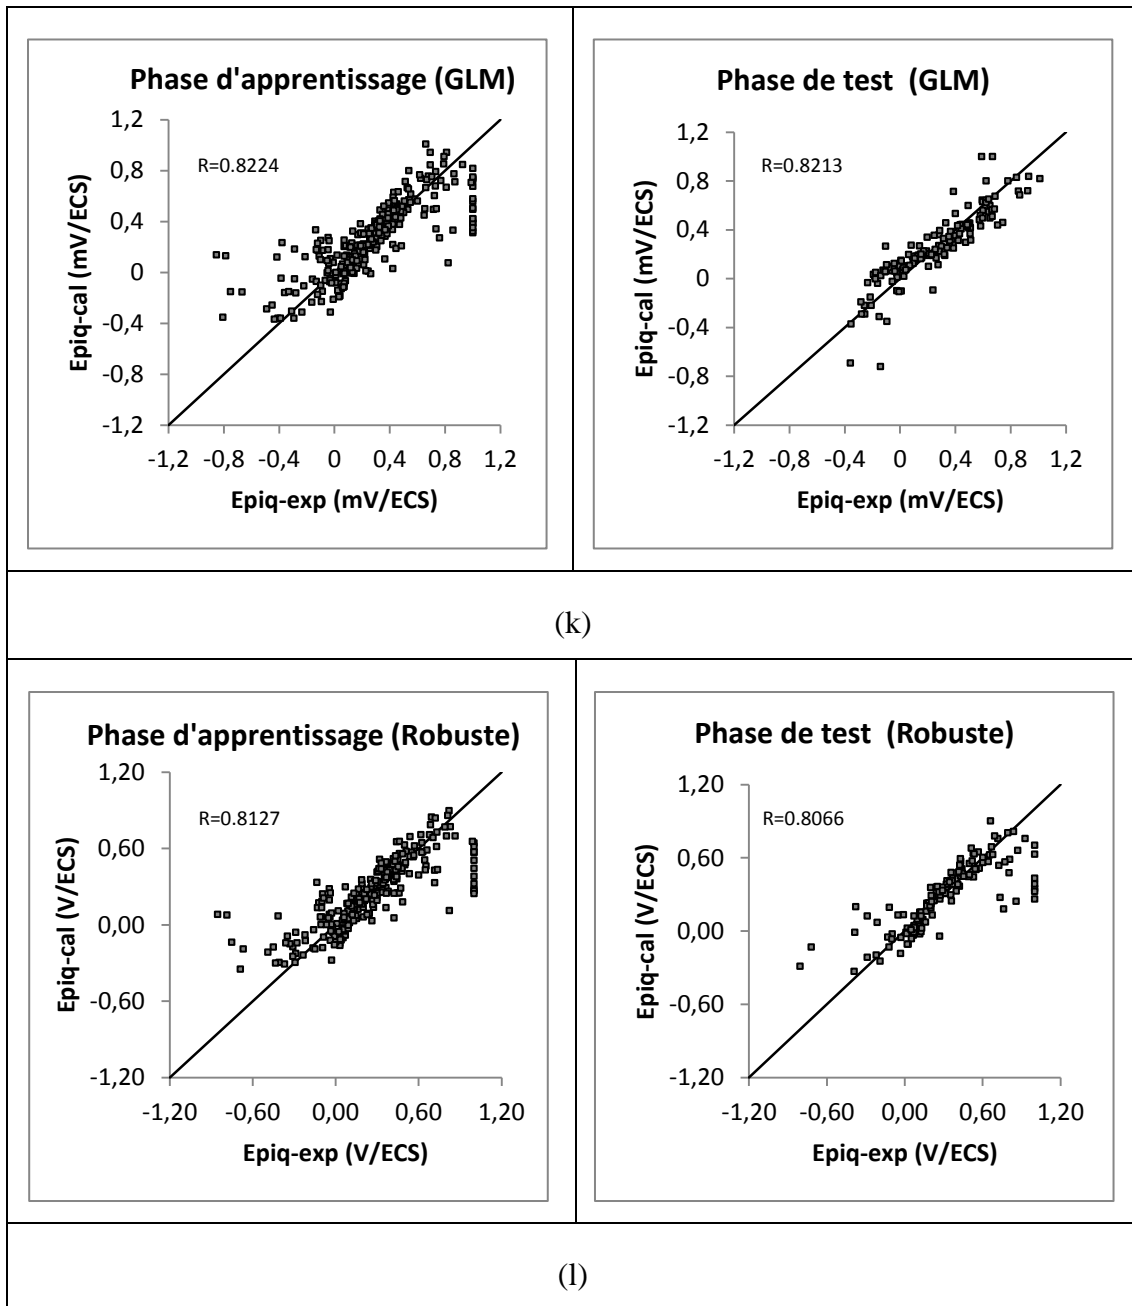 Phase d'apprentissage (GLM)
1,2
0,8
0,4
0
-0,4
-0,8
-1,2
R=0.8224
Epiq-cal (mV/ECS)
-1,2 -0,8 -0,4 0 0,4 0,8 1,2
Epiq-exp (mV/ECS)
Phase de test (GLM)
1,2
0,8
0,4
0
-0,4
-0,8
-1,2
R=0.8213
Epiq-cal (mV/ECS)
-1,2 -0,8 -0,4 0 0,4 0,8 1,2
Epiq-exp (mV/ECS)
(k)
Phase d'apprentissage (Robuste)
1,20
0,60
0,00
-0,60
-1,20
R=0.8127
Epiq-cal (V/ECS)
-1,20 -0,60 0,00 0,60 1,20
Epiq-exp (V/ECS)
Phase de test (Robuste)
1,20
0,60
0,00
-0,60
-1,20
R=0.8066
Epiq-cal (V/ECS)
-1,20 -0,60 0,00 0,60 1,20
Epiq-exp (V/ECS)
(l)